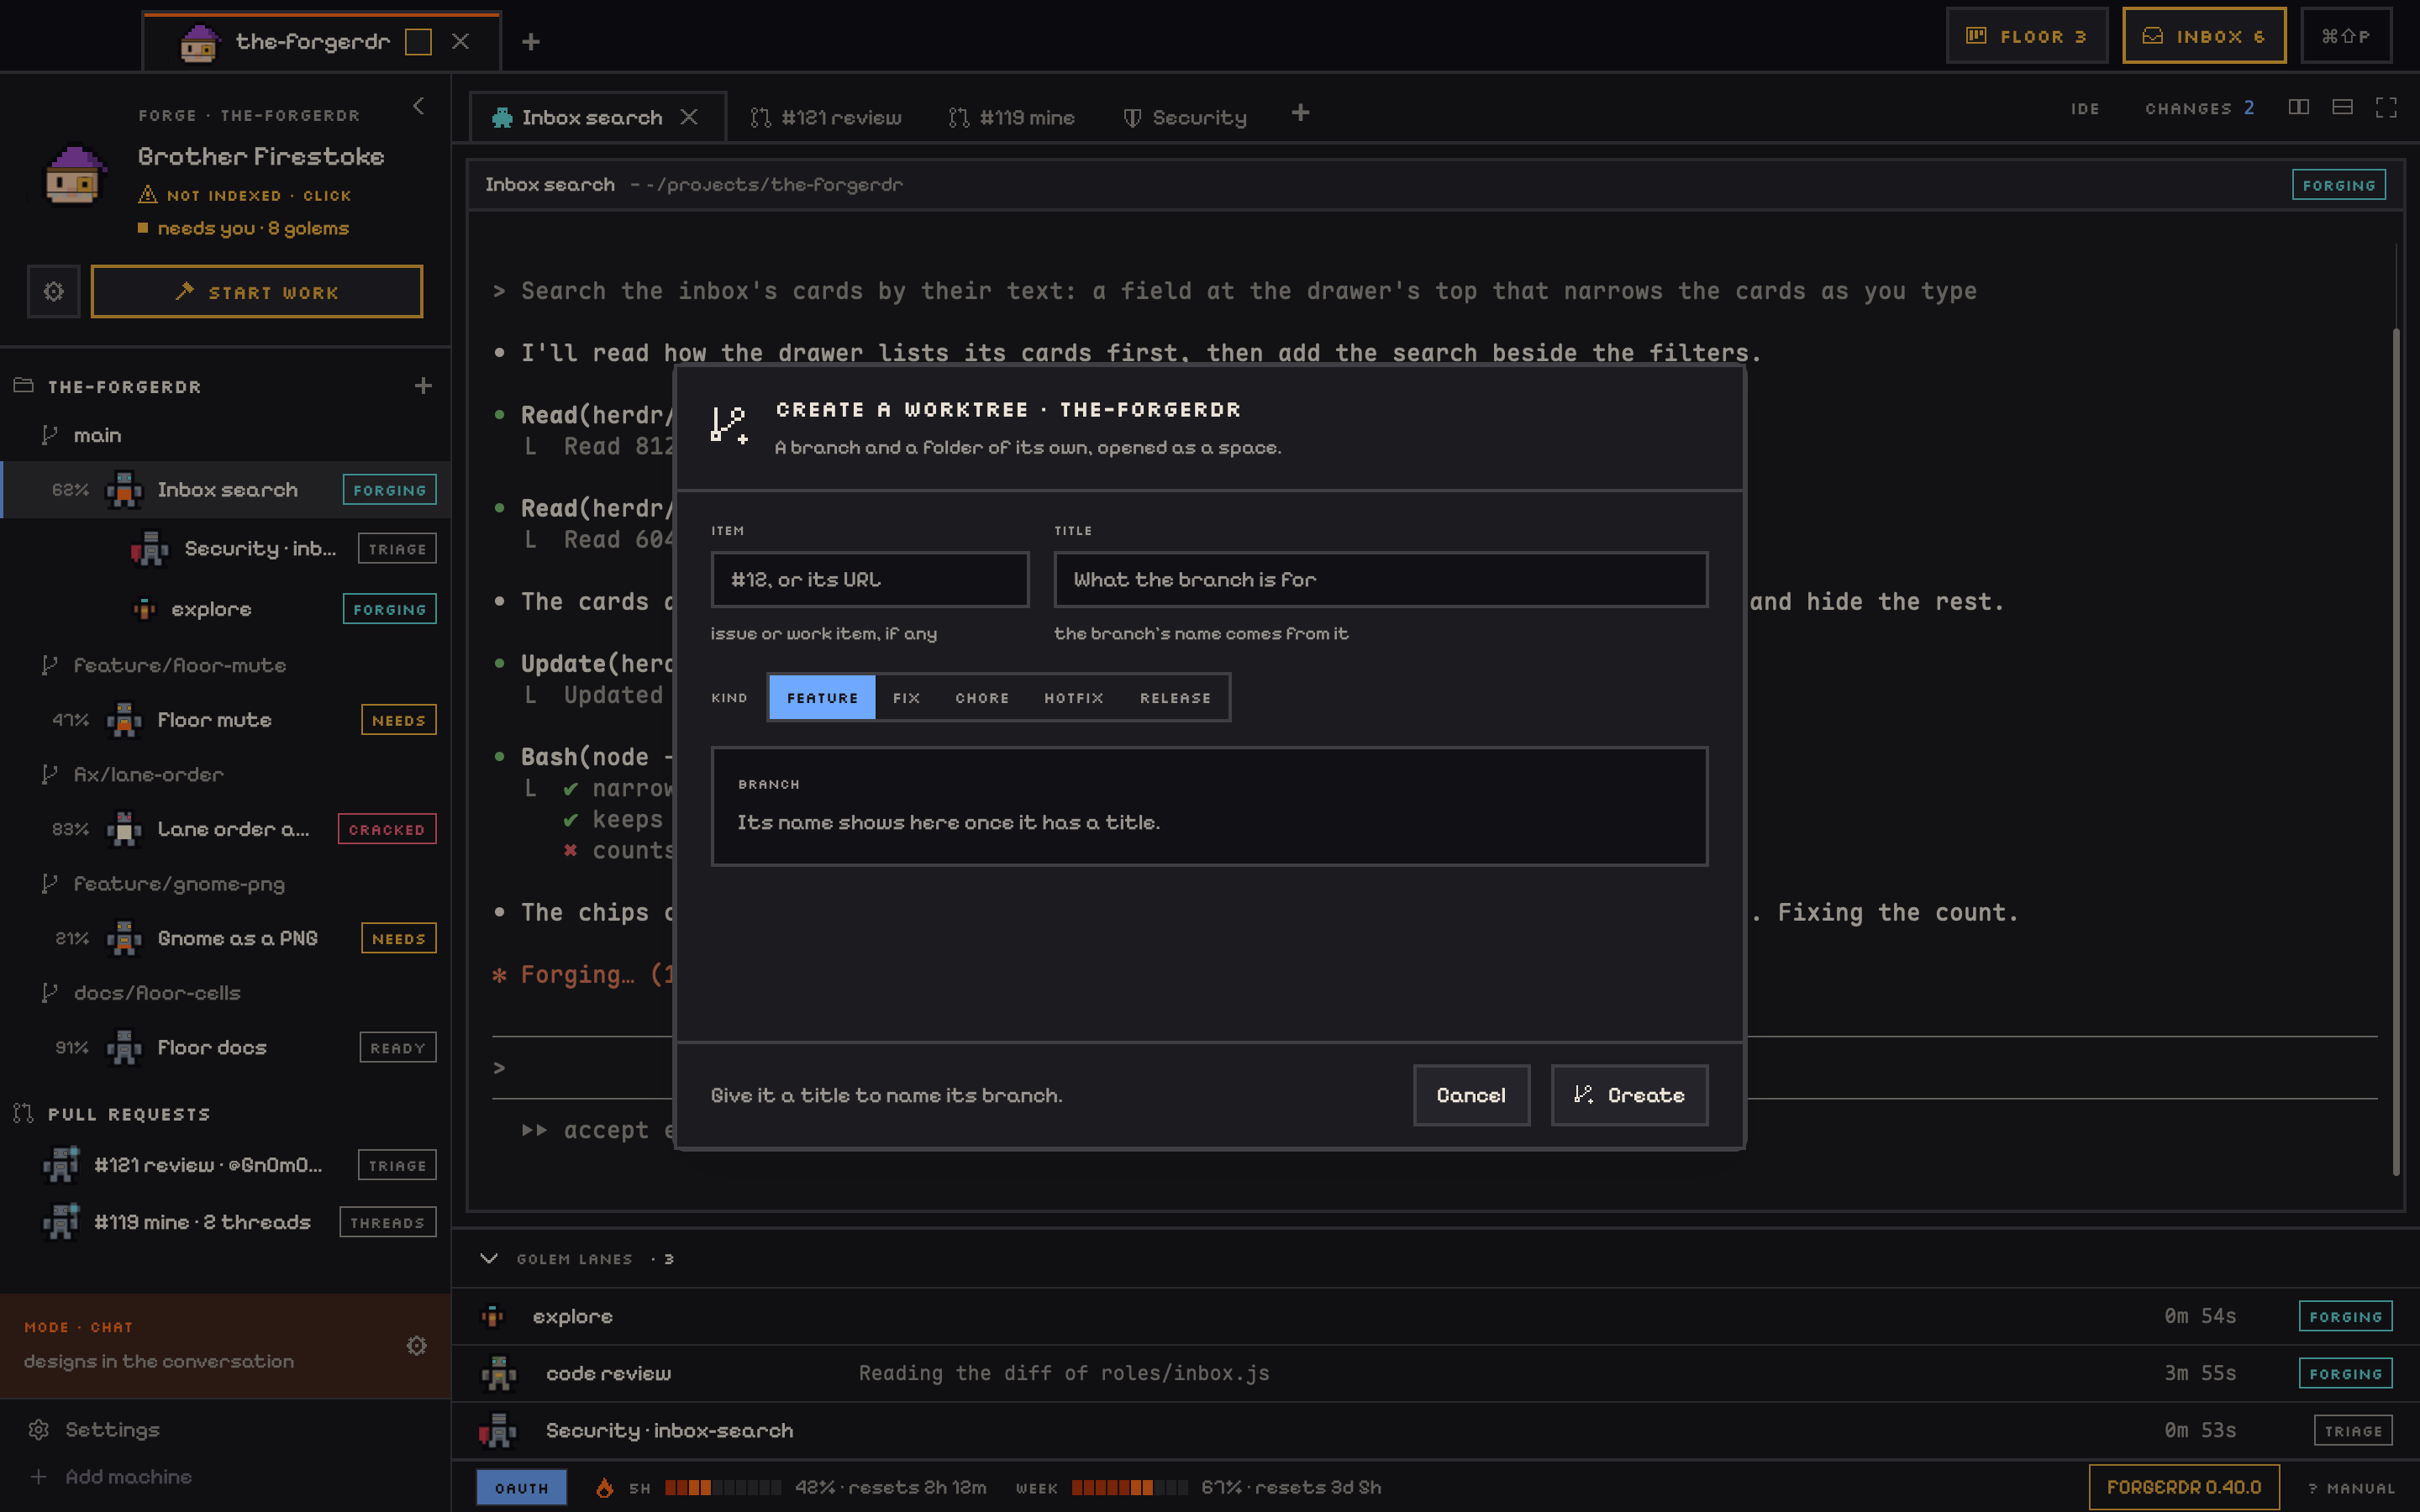 the-forgerdr
FLOOR 3
INBOX 6
⌘⇧P
FORGE · THE-FORGERDR
Brother Firestoke
NOT INDEXED · CLICK
needs you · 8 golems
START WORK
THE-FORGERDR
main
62% Inbox search FORGING
Security · inb... TRIAGE
explore FORGING
feature/floor-mute
47% Floor mute NEEDS
fix/lane-order
83% Lane order a... CRACKED
feature/gnome-png
21% Gnome as a PNG NEEDS
docs/floor-cells
91% Floor docs READY
PULL REQUESTS
#121 review · @Gn0m0... TRIAGE
#119 mine · 2 threads THREADS
MODE · CHAT
designs in the conversation
Settings
+ Add machine
Inbox search
#121 review
#119 mine
Security
IDE
CHANGES 2
Inbox search - ~/projects/the-forgerdr
FORGING
> Search the inbox's cards by their text: a field at the drawer's top that narrows the cards as you type
• I'll read how the drawer lists its cards first, then add the search beside the filters.
• Read(herdr/
L Read 812
• Read(herdr/
L Read 604
• The cards and hide the rest.
• Update(herd
L Updated
• Bash(node -
L ✔ narrow
✔ keeps
✖ counts
• The chips . Fixing the count.
* Forging… (1
>
▸▸ accept e
CREATE A WORKTREE · THE-FORGERDR
A branch and a folder of its own, opened as a space.
ITEM
TITLE
#12, or its URL
What the branch is for
issue or work item, if any
the branch's name comes from it
KIND FEATURE FIX CHORE HOTFIX RELEASE
BRANCH
Its name shows here once it has a title.
Give it a title to name its branch.
Cancel
Create
GOLEM LANES · 3
explore 0m 54s FORGING
code review Reading the diff of roles/inbox.js 3m 55s FORGING
Security · inbox-search 0m 53s TRIAGE
OAUTH 5H 42% · resets 2h 12m WEEK 67% · resets 3d 8h
FORGERDR 0.40.0
? MANUAL